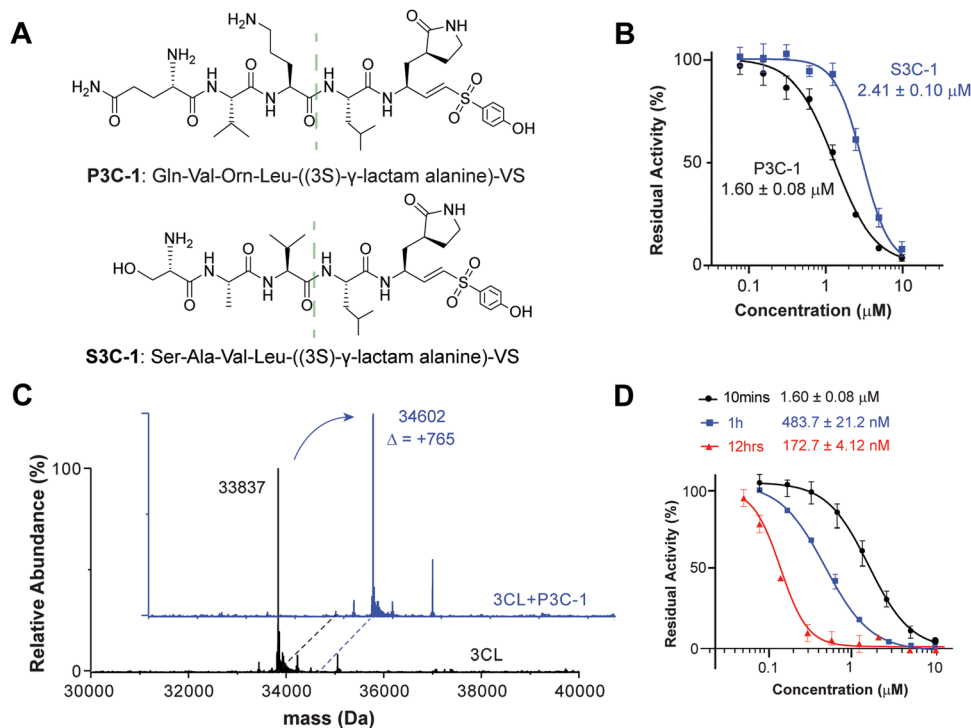 A
H₂N
O
NH
NH₂
H
N
O
H
N
O
H₂N
O
N
H
O
N
H
O
N
H
O
S
O
OH
P3C-1: Gln-Val-Orn-Leu-((3S)-γ-lactam alanine)-VS
O
NH
NH₂
H
N
O
H
N
O
HO
O
N
H
O
N
H
O
N
H
O
S
O
OH
S3C-1: Ser-Ala-Val-Leu-((3S)-γ-lactam alanine)-VS
B
Residual Activity (%)
100
50
0
S3C-1
2.41 ± 0.10 μM
P3C-1
1.60 ± 0.08 μM
0.1 1 10
Concentration (μM)
C
Relative Abundance (%)
100
50
0
33837
34602
Δ = +765
3CL+P3C-1
3CL
30000 32000 34000 36000 38000 40000
mass (Da)
D
10mins 1.60 ± 0.08 μM
1h 483.7 ± 21.2 nM
12hrs 172.7 ± 4.12 nM
Residual Activity (%)
100
50
0
0.1 1 10
Concentration (μM)